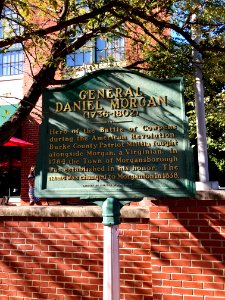 GENERAL
DANIEL MORGAN
(1736-1802)
Hero of the Battle of Cowpens
during the American Revolution.
Burke County Patriot Militia fought
alongside Morgan, a Virginian. In
1784 the Town of Morgansborough
was established in his honor. The
name was changed to Morganton in